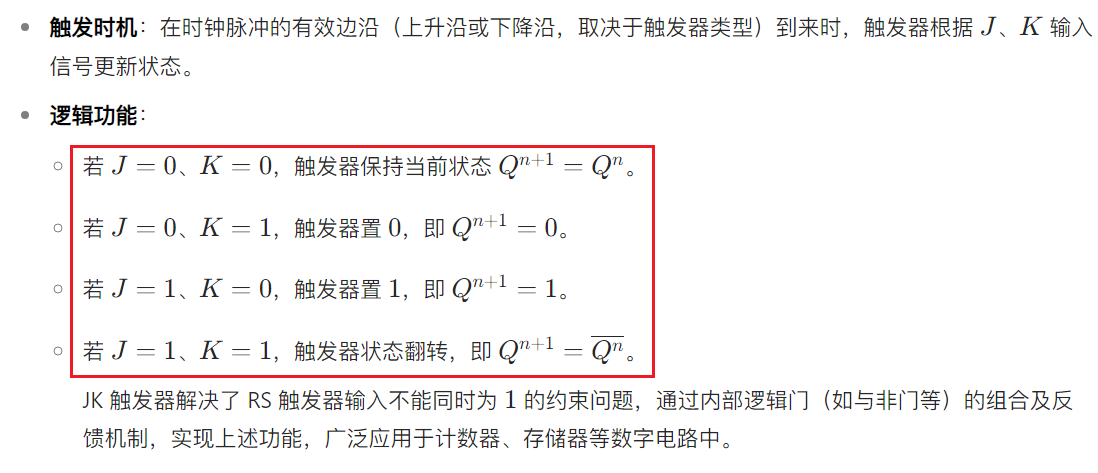 触发时机：在时钟脉冲的有效边沿（上升沿或下降沿，取决于触发器类型）到来时，触发器根据 J、K 输入
信号更新状态。
逻辑功能：
若 J = 0、K = 0，触发器保持当前状态 Qⁿ⁺¹ = Qⁿ。
若 J = 0、K = 1，触发器置 0，即 Qⁿ⁺¹ = 0。
若 J = 1、K = 0，触发器置 1，即 Qⁿ⁺¹ = 1。
若 J = 1、K = 1，触发器状态翻转，即 Qⁿ⁺¹ = \overline{Qⁿ}。
JK 触发器解决了 RS 触发器输入不能同时为 1 的约束问题，通过内部逻辑门（如与非门等）的组合及反
馈机制，实现上述功能，广泛应用于计数器、存储器等数字电路中。